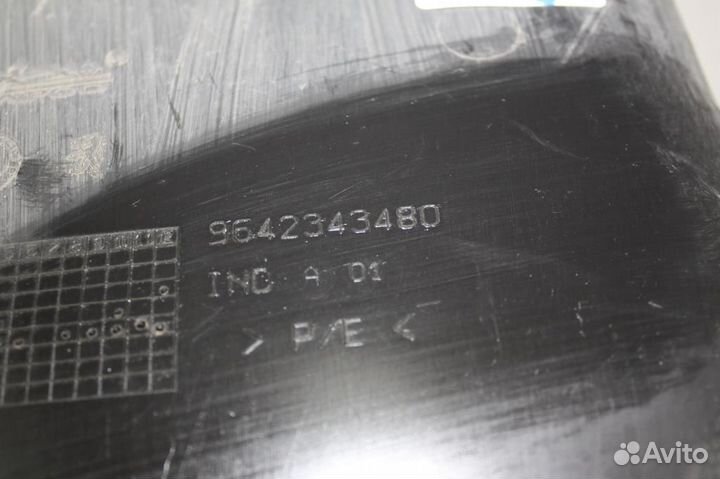 9642343480
IND A 01
> P/E <
Avito